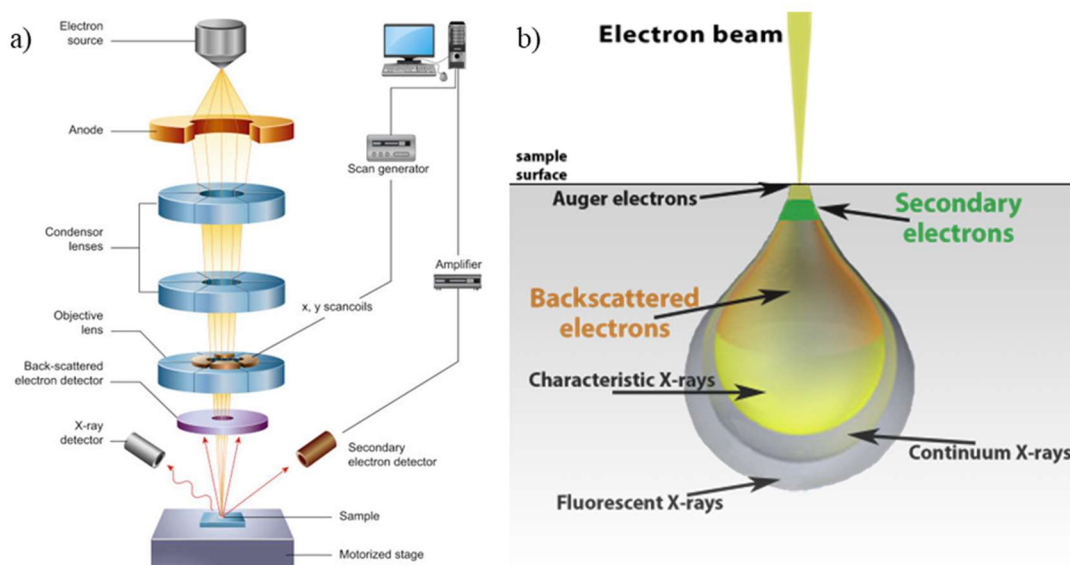 a)
Electron
source
Anode
Scan generator
Condensor
lenses
Amplifier
x, y scancoils
Objective
lens
Back-scattered
electron detector
X-ray
detector
Secondary
electron detector
Sample
Motorized stage
b)
Electron beam
sample
surface
Auger electrons
Secondary
electrons
Backscattered
electrons
Characteristic X-rays
Continuum X-rays
Fluorescent X-rays